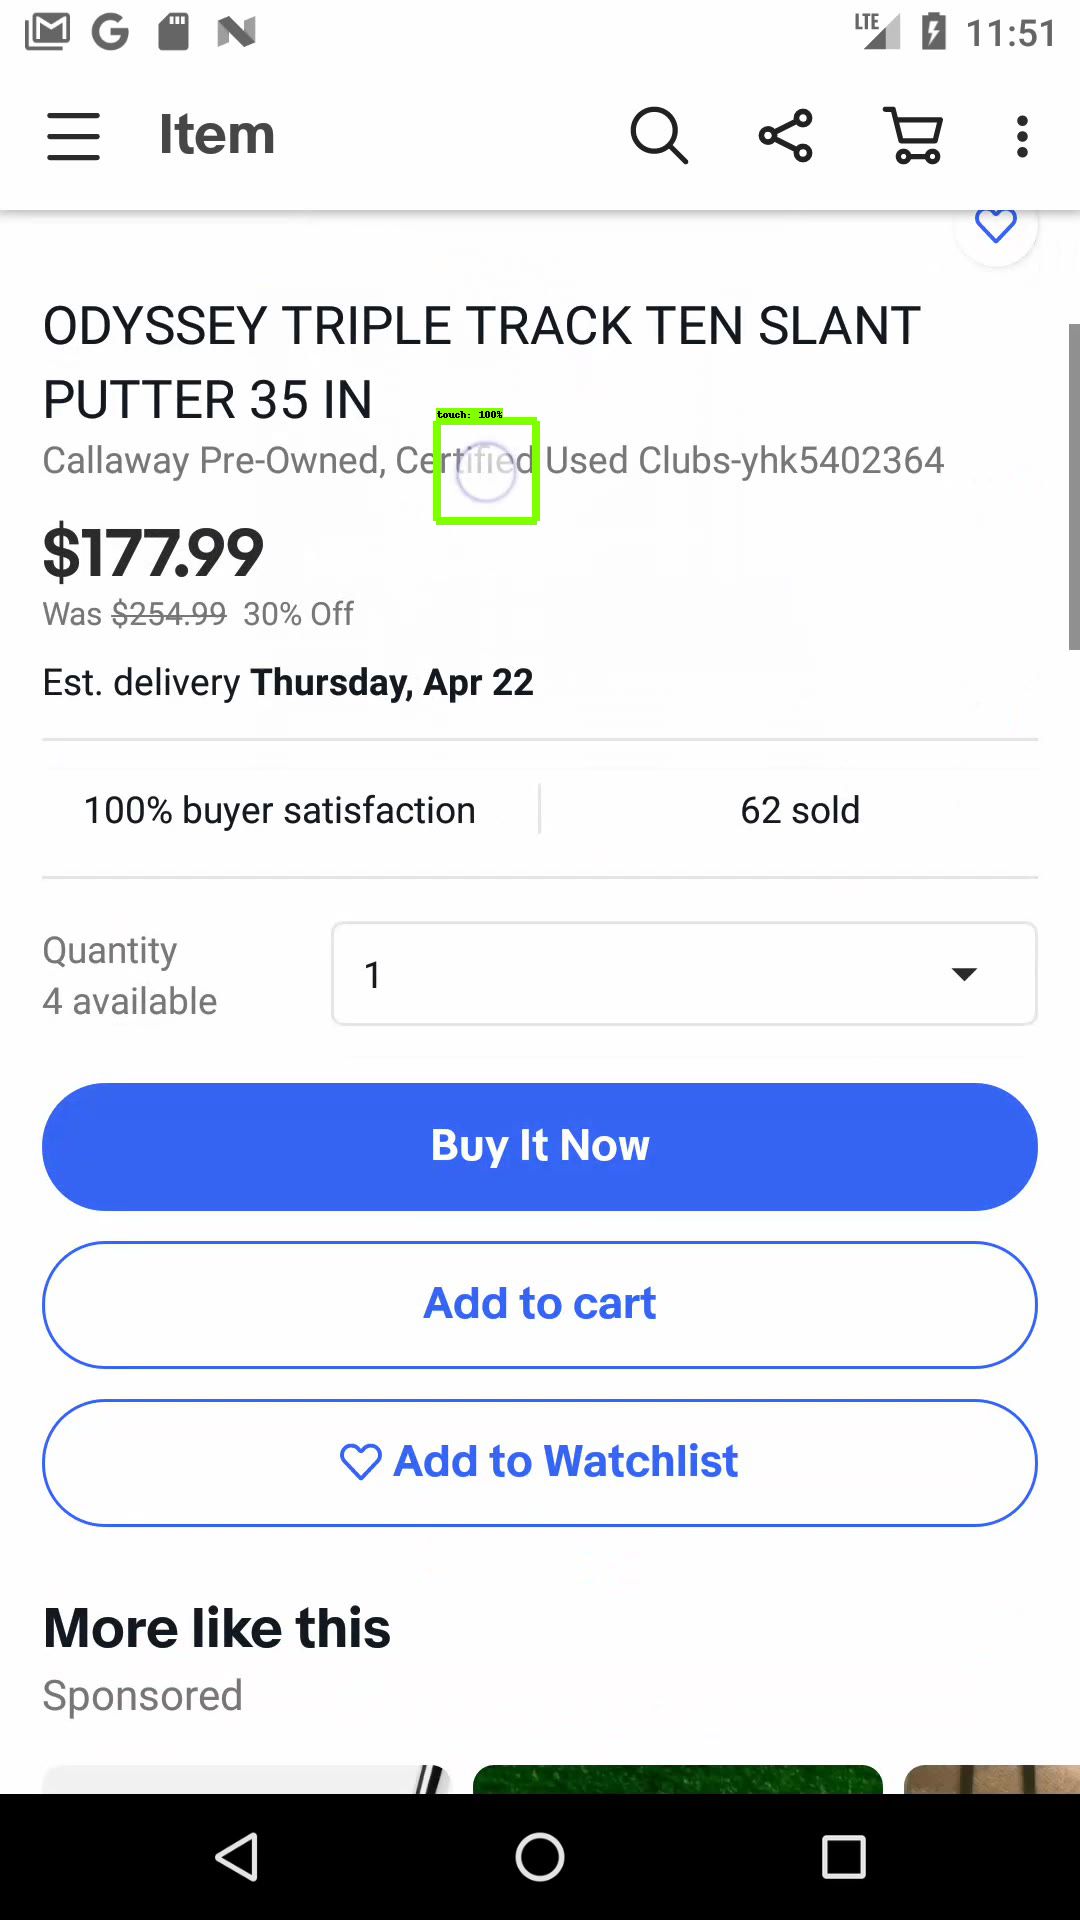 LTE 11:51
Item
ODYSSEY TRIPLE TRACK TEN SLANT
PUTTER 35 IN
touch: 100%
Callaway Pre-Owned, Certified Used Clubs-yhk5402364
$177.99
Was $254.99 30% Off
Est. delivery Thursday, Apr 22
100% buyer satisfaction
62 sold
Quantity
4 available
1
Buy It Now
Add to cart
Add to Watchlist
More like this
Sponsored